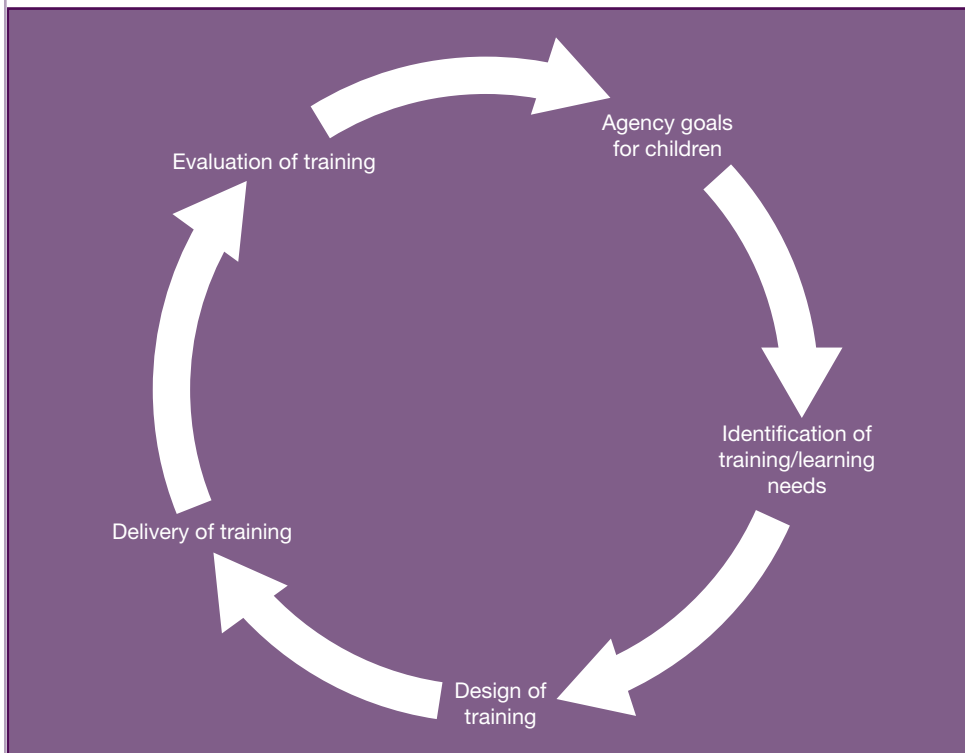 Agency goals
for children
Identification of
training/learning
needs
Design of
training
Delivery of training
Evaluation of training